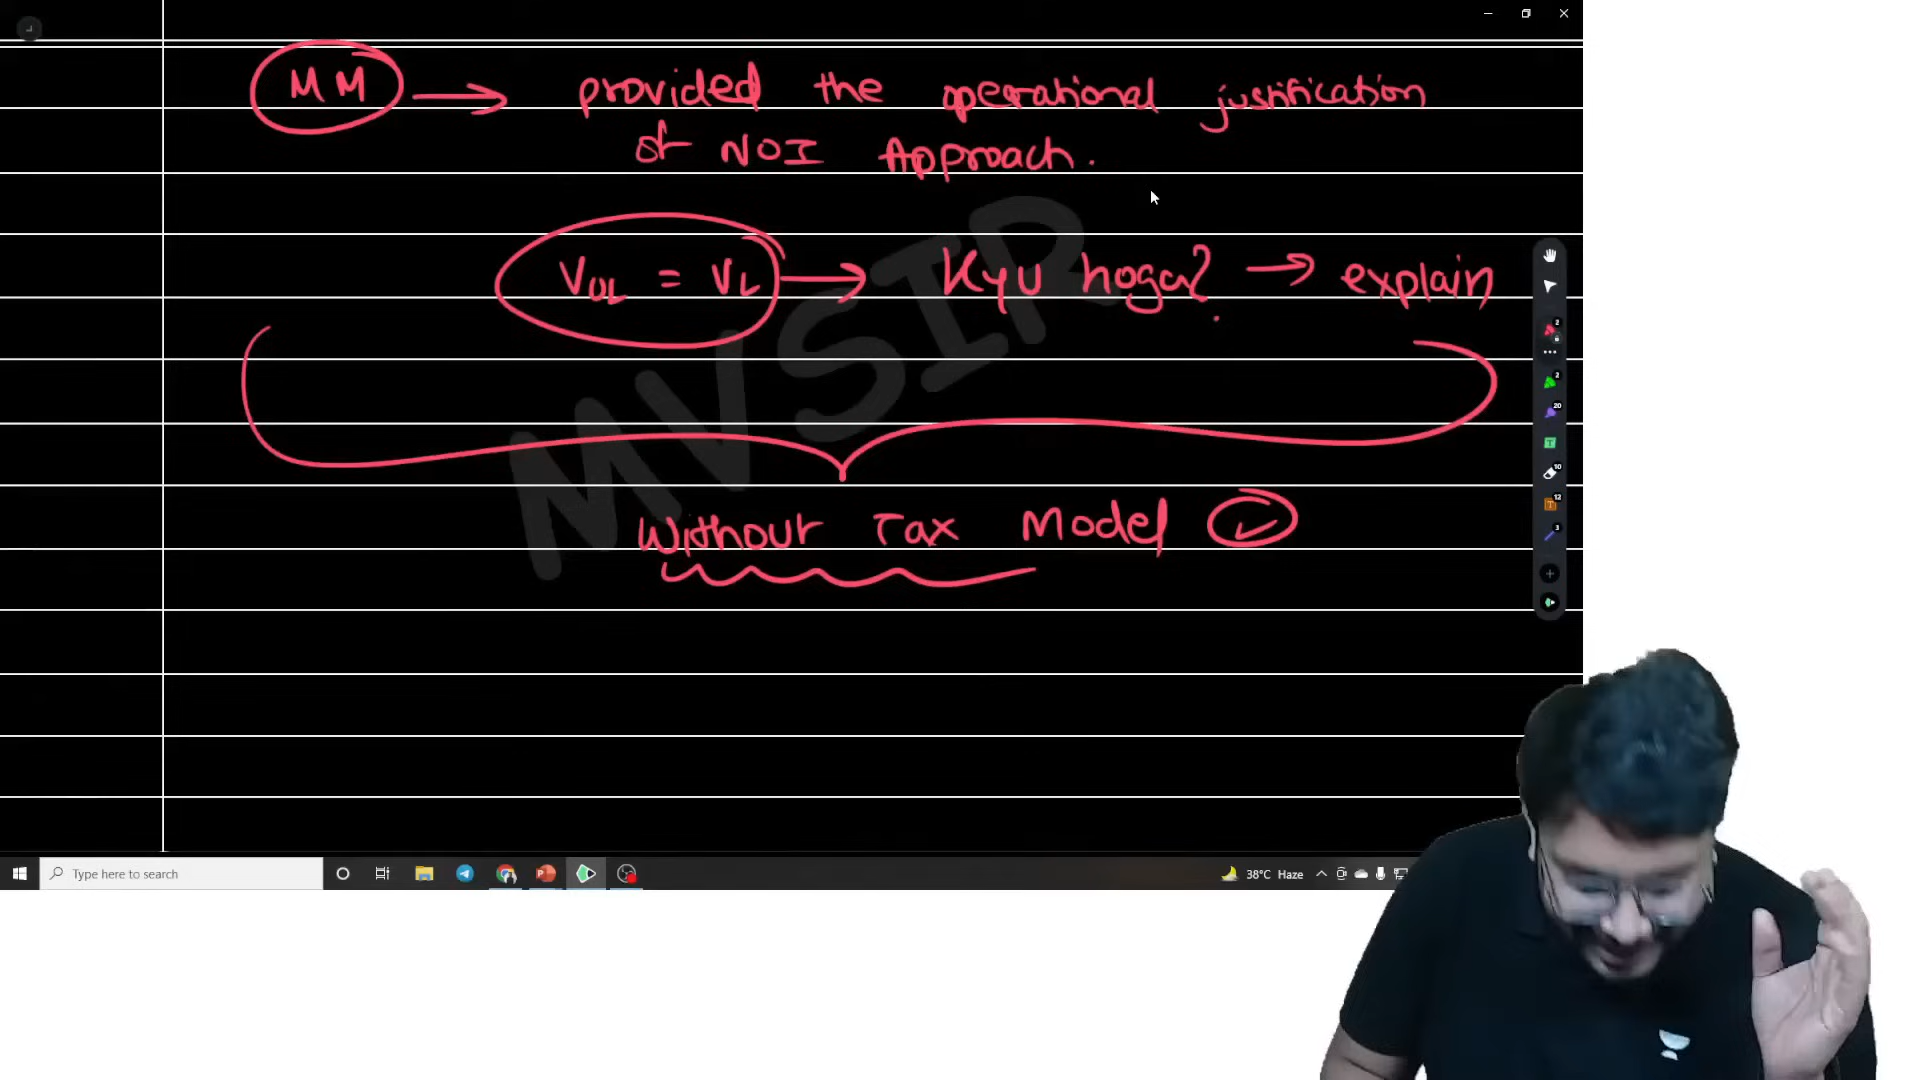 MM → provided the operational justification
of NOI Approach.
VUL = VL → Kyu hoga? → explain
MVSIR
Without Tax Model
Type here to search
38°C Haze